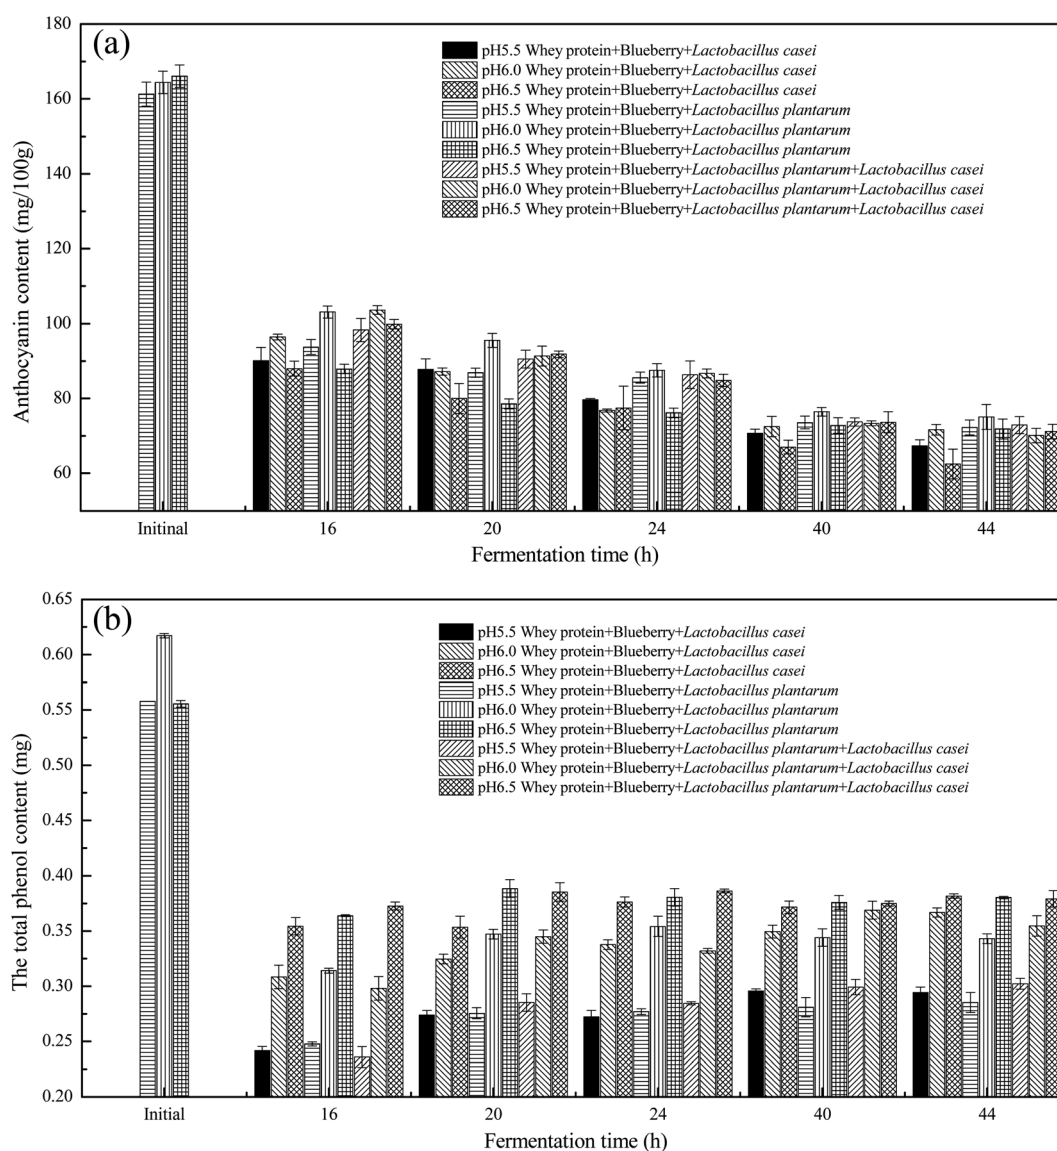 180
(a)
pH5.5 Whey protein+Blueberry+Lactobacillus casei
pH6.0 Whey protein+Blueberry+Lactobacillus casei
160
pH6.5 Whey protein+Blueberry+Lactobacillus casei
pH5.5 Whey protein+Blueberry+Lactobacillus plantarum
pH6.0 Whey protein+Blueberry+Lactobacillus plantarum
pH6.5 Whey protein+Blueberry+Lactobacillus plantarum
140
pH5.5 Whey protein+Blueberry+Lactobacillus plantarum+Lactobacillus casei
pH6.0 Whey protein+Blueberry+Lactobacillus plantarum+Lactobacillus casei
pH6.5 Whey protein+Blueberry+Lactobacillus plantarum+Lactobacillus casei
120
100
80
60
Anthocyanin content (mg/100g)
Initinal 16 20 24 40 44
Fermentation time (h)
0.65
(b)
pH5.5 Whey protein+Blueberry+Lactobacillus casei
pH6.0 Whey protein+Blueberry+Lactobacillus casei
0.60
pH6.5 Whey protein+Blueberry+Lactobacillus casei
pH5.5 Whey protein+Blueberry+Lactobacillus plantarum
pH6.0 Whey protein+Blueberry+Lactobacillus plantarum
0.55
pH6.5 Whey protein+Blueberry+Lactobacillus plantarum
pH5.5 Whey protein+Blueberry+Lactobacillus plantarum+Lactobacillus casei
pH6.0 Whey protein+Blueberry+Lactobacillus plantarum+Lactobacillus casei
0.50
pH6.5 Whey protein+Blueberry+Lactobacillus plantarum+Lactobacillus casei
0.45
0.40
0.35
0.30
0.25
0.20
The total phenol content (mg)
Initial 16 20 24 40 44
Fermentation time (h)